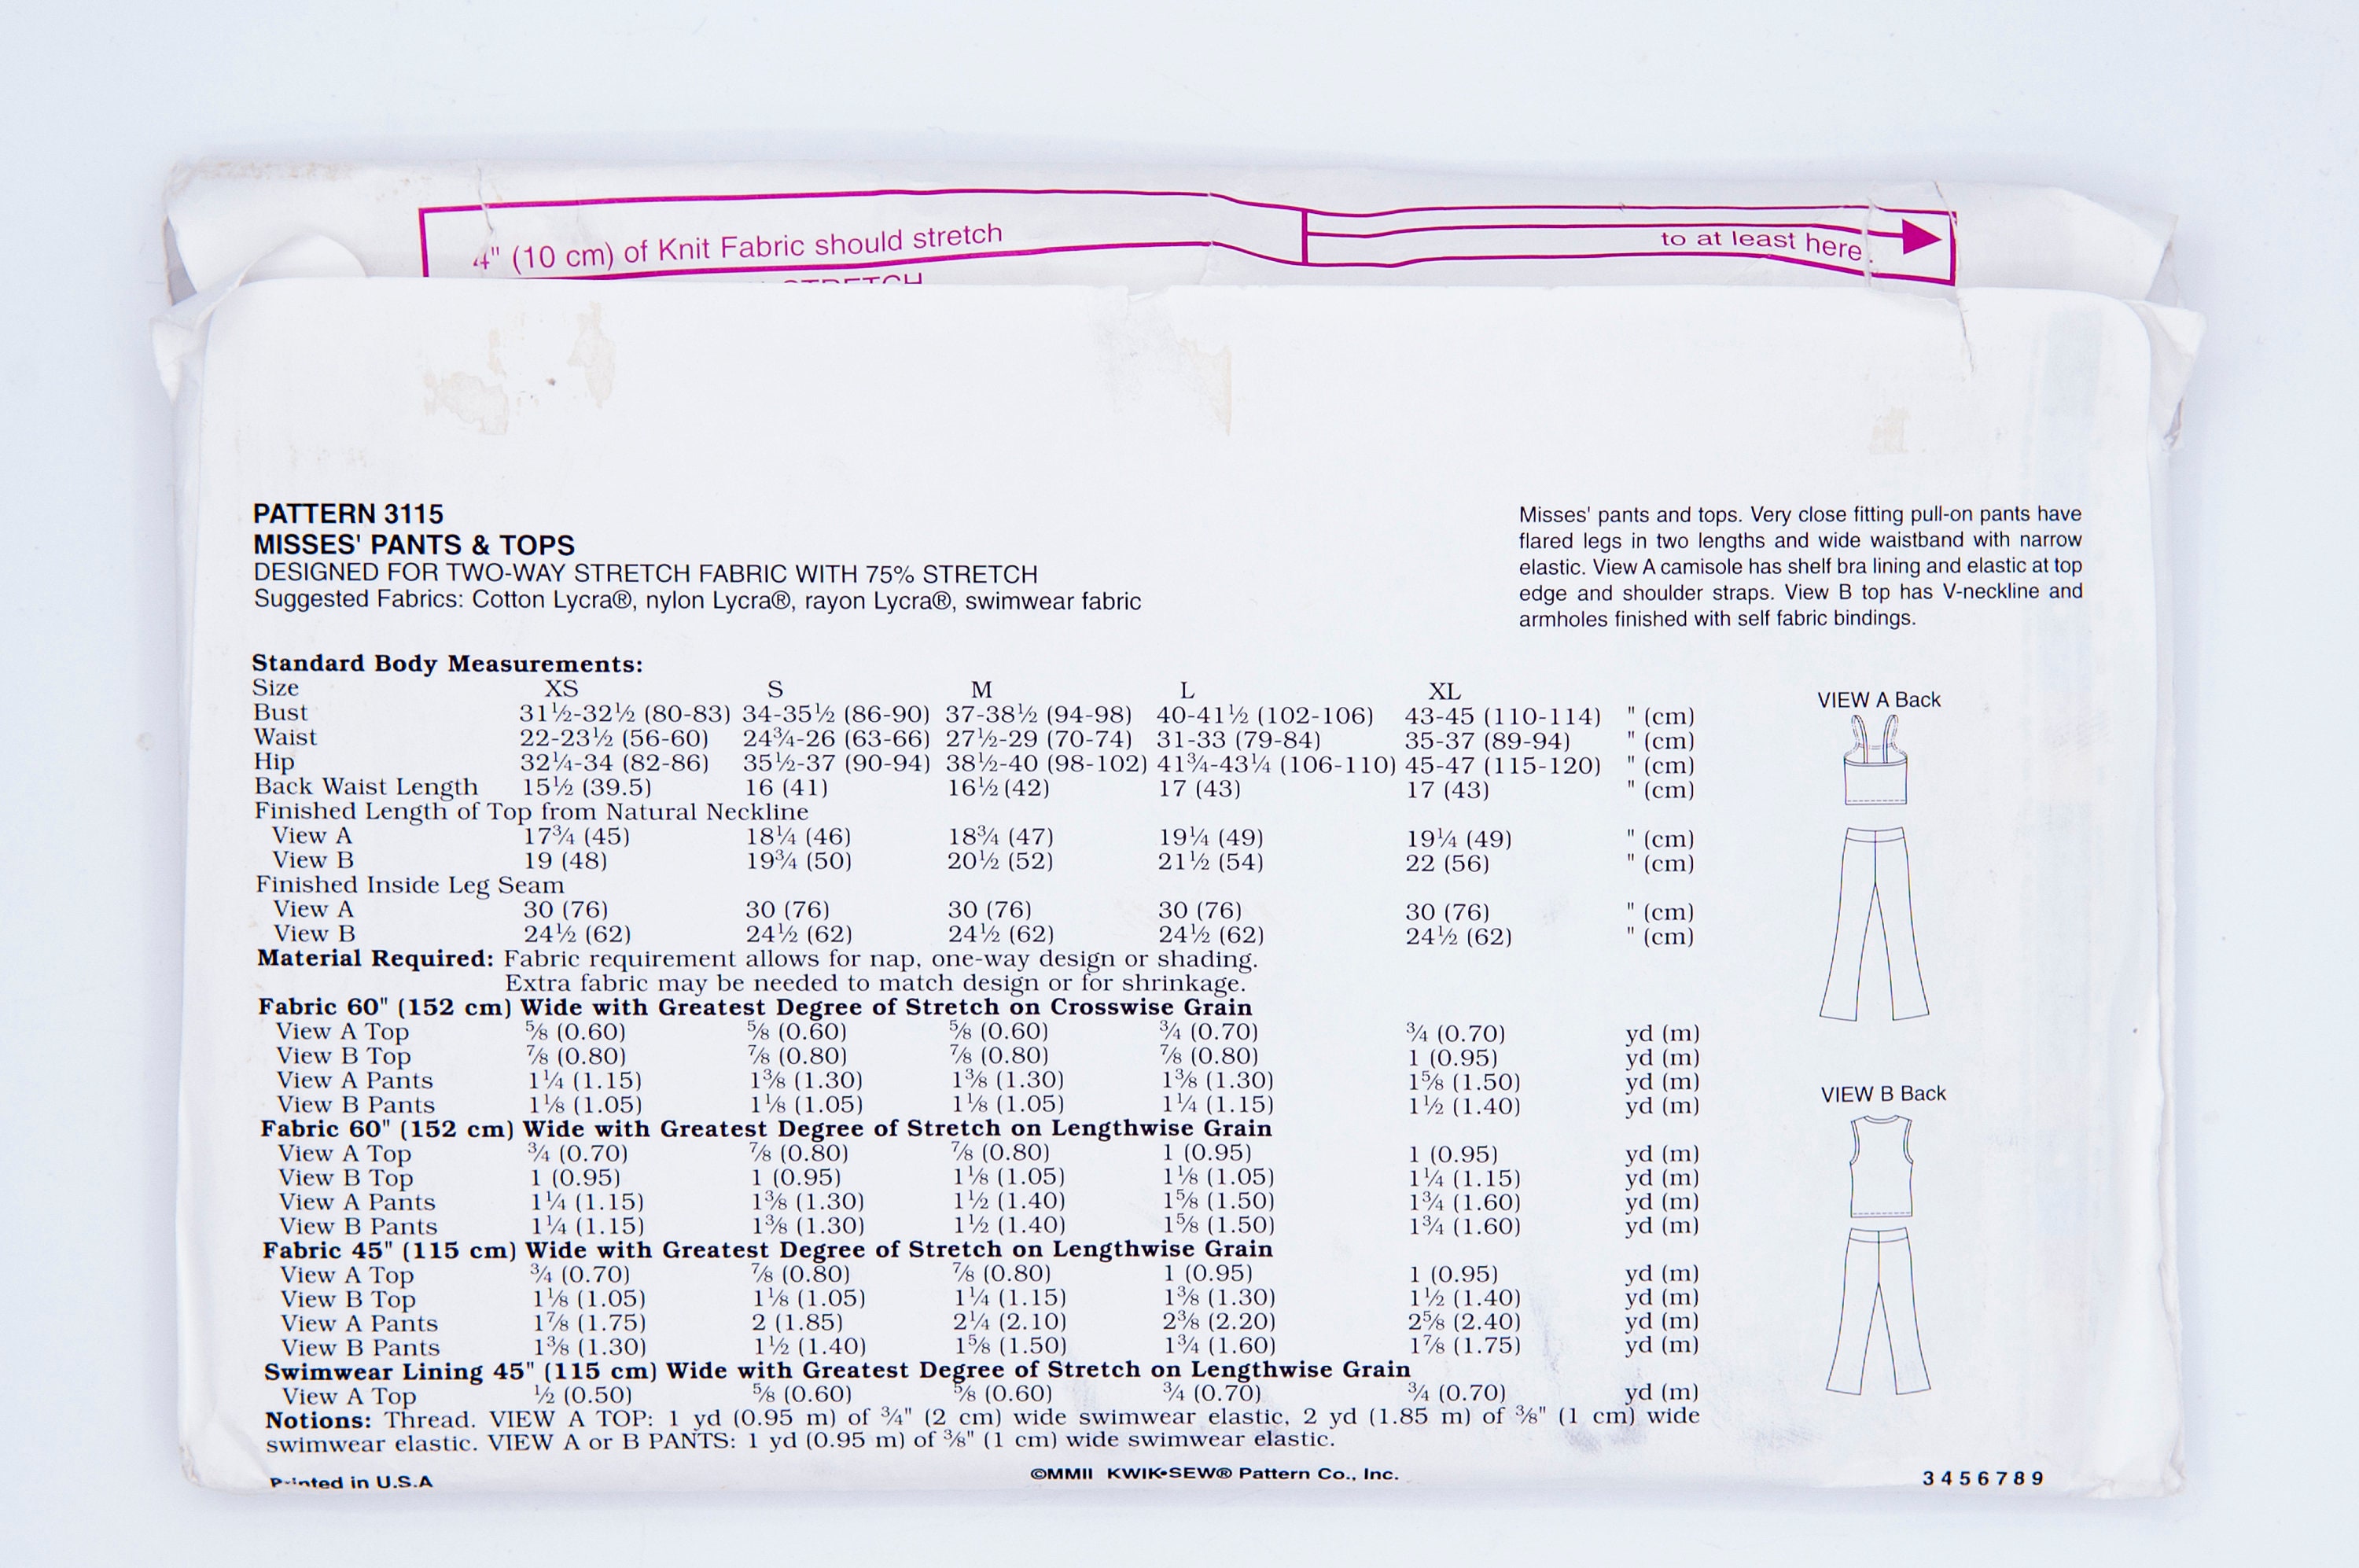 4" (10 cm) of Knit Fabric should stretch
to at least here.
STRETCH
PATTERN 3115
MISSES' PANTS & TOPS
DESIGNED FOR TWO-WAY STRETCH FABRIC WITH 75% STRETCH
Suggested Fabrics: Cotton Lycra®, nylon Lycra®, rayon Lycra®, swimwear fabric
Misses' pants and tops. Very close fitting pull-on pants have
flared legs in two lengths and wide waistband with narrow
elastic. View A camisole has shelf bra lining and elastic at top
edge and shoulder straps. View B top has V-neckline and
armholes finished with self fabric bindings.
Standard Body Measurements:
Size XS S M L XL
Bust 31½-32½ (80-83) 34-35½ (86-90) 37-38½ (94-98) 40-41½ (102-106) 43-45 (110-114) " (cm)
Waist 22-23½ (56-60) 24¾-26 (63-66) 27½-29 (70-74) 31-33 (79-84) 35-37 (89-94) " (cm)
Hip 32¼-34 (82-86) 35½-37 (90-94) 38½-40 (98-102) 41¾-43¼ (106-110) 45-47 (115-120) " (cm)
Back Waist Length 15½ (39.5) 16 (41) 16½ (42) 17 (43) 17 (43) " (cm)
Finished Length of Top from Natural Neckline
View A 17¾ (45) 18¼ (46) 18¾ (47) 19¼ (49) 19¼ (49) " (cm)
View B 19 (48) 19¾ (50) 20½ (52) 21½ (54) 22 (56) " (cm)
Finished Inside Leg Seam
View A 30 (76) 30 (76) 30 (76) 30 (76) 30 (76) " (cm)
View B 24½ (62) 24½ (62) 24½ (62) 24½ (62) 24½ (62) " (cm)
Material Required: Fabric requirement allows for nap, one-way design or shading.
Extra fabric may be needed to match design or for shrinkage.
Fabric 60" (152 cm) Wide with Greatest Degree of Stretch on Crosswise Grain
View A Top ⅝ (0.60) ⅝ (0.60) ⅝ (0.60) ¾ (0.70) ¾ (0.70) yd (m)
View B Top ⅞ (0.80) ⅞ (0.80) ⅞ (0.80) ⅞ (0.80) 1 (0.95) yd (m)
View A Pants 1¼ (1.15) 1⅜ (1.30) 1⅜ (1.30) 1⅜ (1.30) 1⅝ (1.50) yd (m)
View B Pants 1⅛ (1.05) 1⅛ (1.05) 1⅛ (1.05) 1¼ (1.15) 1½ (1.40) yd (m)
Fabric 60" (152 cm) Wide with Greatest Degree of Stretch on Lengthwise Grain
View A Top ¾ (0.70) ⅞ (0.80) ⅞ (0.80) 1 (0.95) 1 (0.95) yd (m)
View B Top 1 (0.95) 1 (0.95) 1⅛ (1.05) 1⅛ (1.05) 1¼ (1.15) yd (m)
View A Pants 1¼ (1.15) 1⅜ (1.30) 1½ (1.40) 1⅝ (1.50) 1¾ (1.60) yd (m)
View B Pants 1¼ (1.15) 1⅜ (1.30) 1½ (1.40) 1⅝ (1.50) 1¾ (1.60) yd (m)
Fabric 45" (115 cm) Wide with Greatest Degree of Stretch on Lengthwise Grain
View A Top ¾ (0.70) ⅞ (0.80) ⅞ (0.80) 1 (0.95) 1 (0.95) yd (m)
View B Top 1⅛ (1.05) 1⅛ (1.05) 1¼ (1.15) 1⅜ (1.30) 1½ (1.40) yd (m)
View A Pants 1⅞ (1.75) 2 (1.85) 2¼ (2.10) 2⅜ (2.20) 2⅝ (2.40) yd (m)
View B Pants 1⅜ (1.30) 1½ (1.40) 1⅝ (1.50) 1¾ (1.60) 1⅞ (1.75) yd (m)
Swimwear Lining 45" (115 cm) Wide with Greatest Degree of Stretch on Lengthwise Grain
View A Top ½ (0.50) ⅝ (0.60) ⅝ (0.60) ¾ (0.70) ¾ (0.70) yd (m)
Notions: Thread. VIEW A TOP: 1 yd (0.95 m) of ¾" (2 cm) wide swimwear elastic, 2 yd (1.85 m) of ⅜" (1 cm) wide
swimwear elastic. VIEW A or B PANTS: 1 yd (0.95 m) of ⅜" (1 cm) wide swimwear elastic.
VIEW A Back
VIEW B Back
Printed in U.S.A
©MMII KWIK•SEW® Pattern Co., Inc.
3 4 5 6 7 8 9